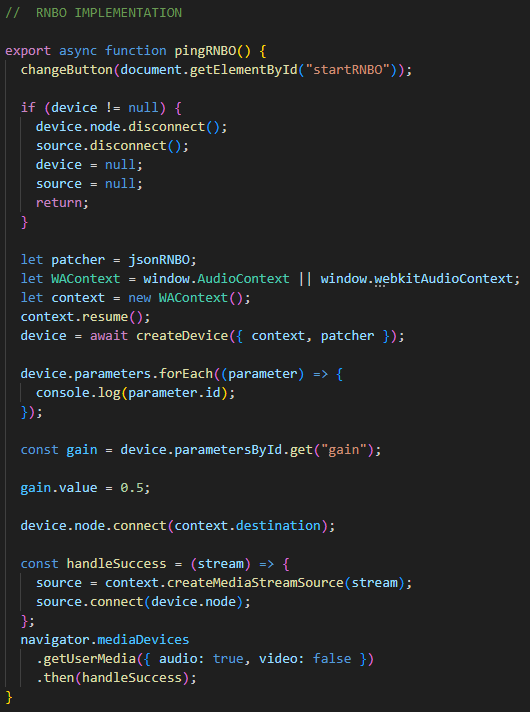 //  RNBO IMPLEMENTATION

export async function pingRNBO() {
  changeButton(document.getElementById("startRNBO"));

  if (device != null) {
    device.node.disconnect();
    source.disconnect();
    device = null;
    source = null;
    return;
  }

  let patcher = jsonRNBO;
  let WAContext = window.AudioContext || window.webkitAudioContext;
  let context = new WAContext();
  context.resume();
  device = await createDevice({ context, patcher });

  device.parameters.forEach((parameter) => {
    console.log(parameter.id);
  });

  const gain = device.parametersById.get("gain");

  gain.value = 0.5;

  device.node.connect(context.destination);

  const handleSuccess = (stream) => {
    source = context.createMediaStreamSource(stream);
    source.connect(device.node);
  };
  navigator.mediaDevices
    .getUserMedia({ audio: true, video: false })
    .then(handleSuccess);
}